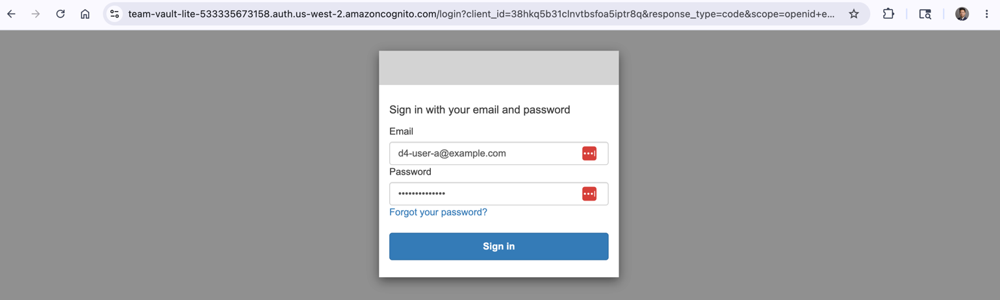 team-vault-lite-533335673158.auth.us-west-2.amazoncognito.com/login?client_id=38hkq5b31clnvtbsfoa5iptr8q&response_type=code&scope=openid+e...
Sign in with your email and password
Email
d4-user-a@example.com
Password
••••••••••••••
Forgot your password?
Sign in